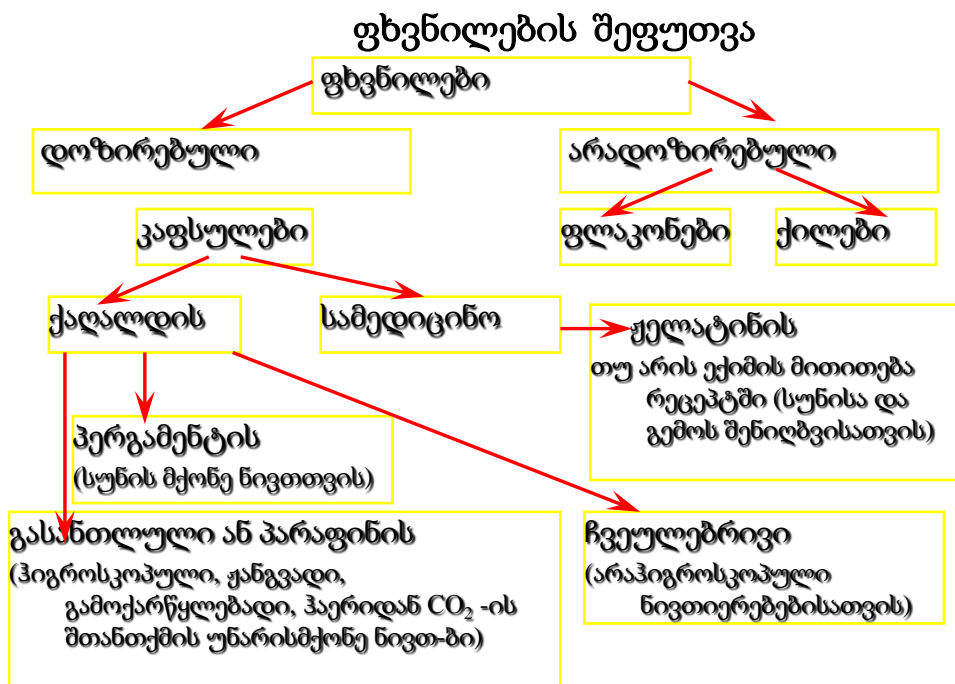 ფხვნილების შეფუთვა
ფხვნილები
დოზირებული
არადოზირებული
კაფსულები
ფლაკონები
ქილები
ქაღალდის
სამედიცინო
ჟელატინის
თუ არის ექიმის მითითება
რეცეპტში (სუნისა და
გემოს შენიღბვისათვის)
პერგამენტის
(სუნის მქონე ნივთთვის)
გასანთლული ან პარაფინის
(ჰიგროსკოპული, ჟანგვადი,
გამოქარწყლებადი, ჰაერიდან CO₂ -ის
შთანთქმის უნარისმქონე ნივთ-ბი)
ჩვეულებრივი
(არაჰიგროსკოპული
ნივთიერებებისათვის)